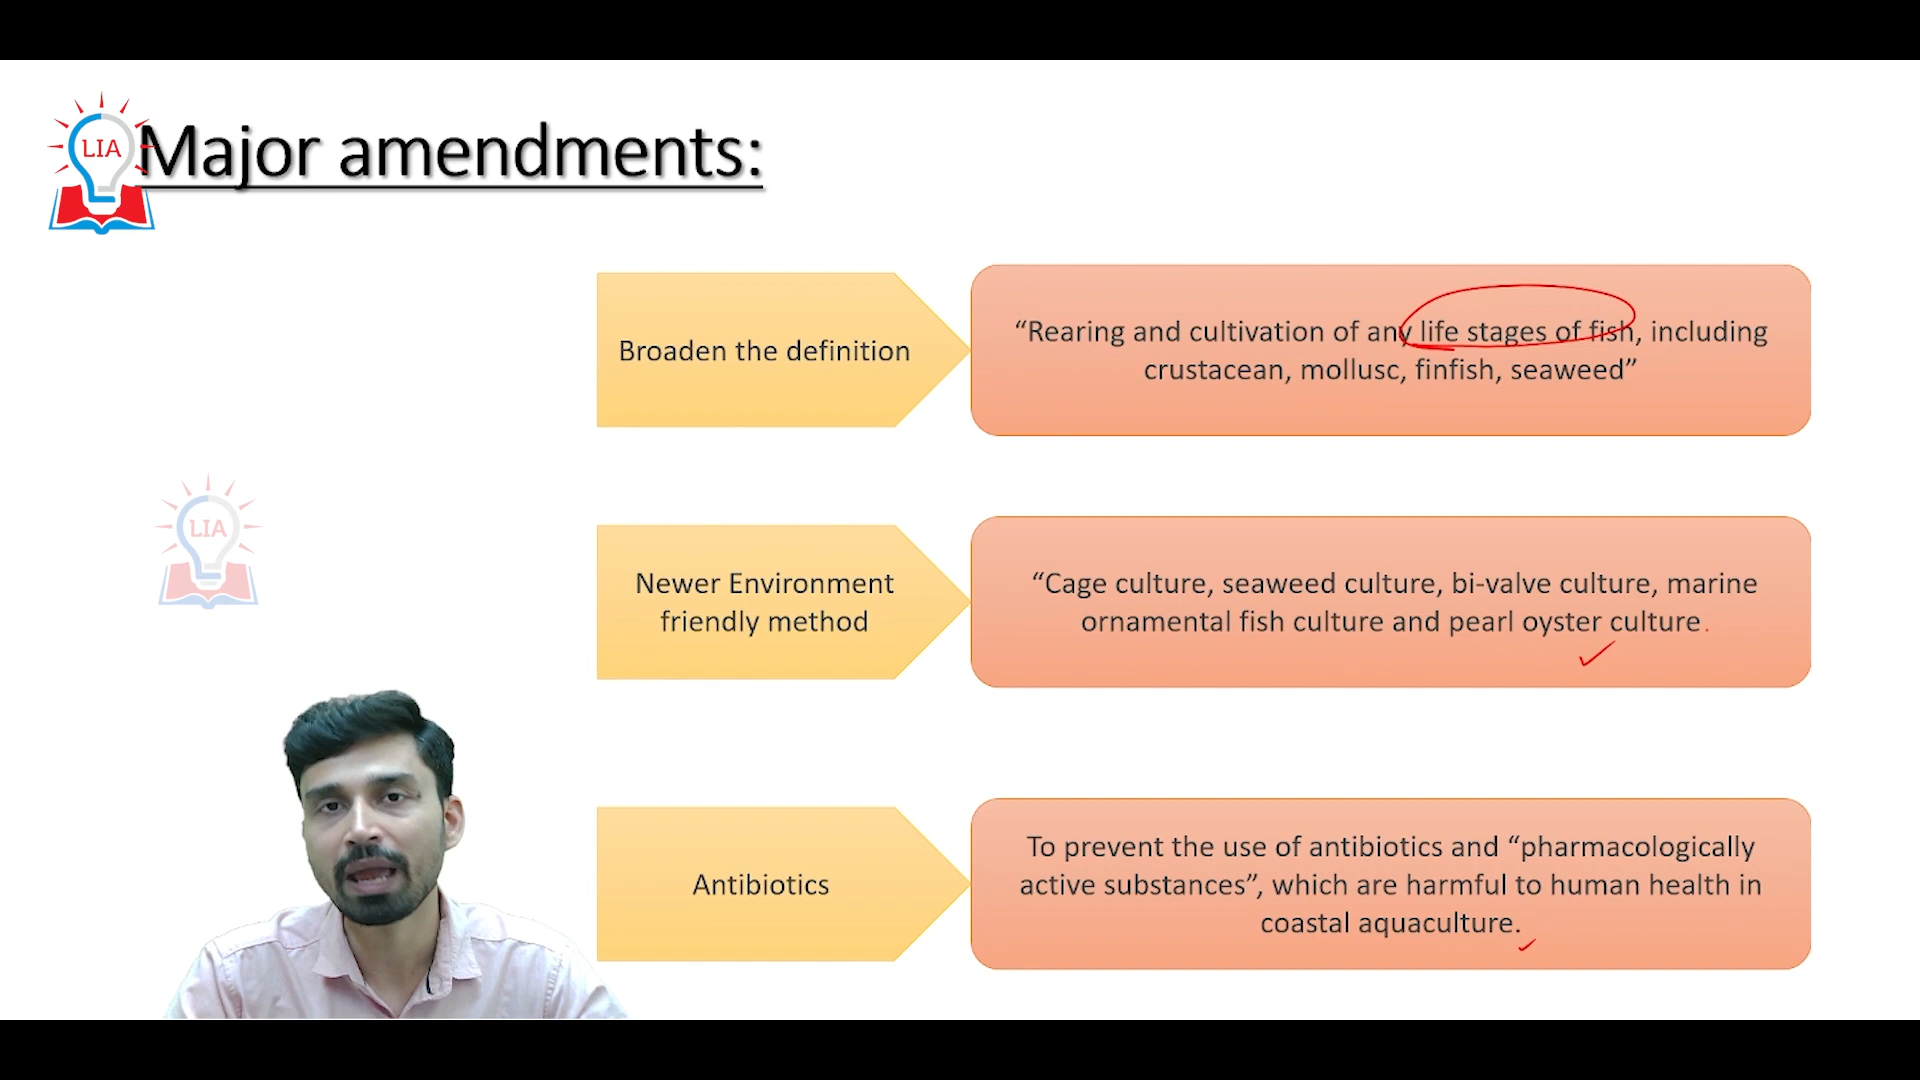 LIA
Major amendments:
Broaden the definition
“Rearing and cultivation of any life stages of fish, including
crustacean, mollusc, finfish, seaweed”
LIA
Newer Environment
friendly method
“Cage culture, seaweed culture, bi-valve culture, marine
ornamental fish culture and pearl oyster culture.
Antibiotics
To prevent the use of antibiotics and “pharmacologically
active substances”, which are harmful to human health in
coastal aquaculture.